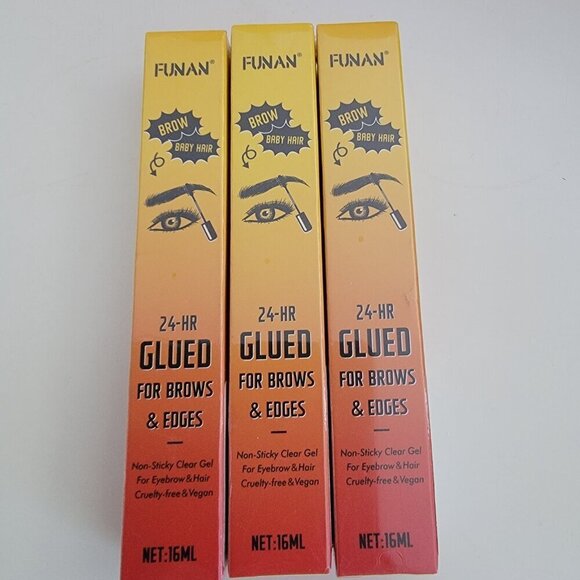 FUNAN®
BROW
BABY HAIR
24-HR
GLUED
FOR BROWS
& EDGES
Non-Sticky Clear Gel
For Eyebrow & Hair
Cruelty-free & Vegan
NET:16ML
FUNAN®
BROW
BABY HAIR
24-HR
GLUED
FOR BROWS
& EDGES
Non-Sticky Clear Gel
For Eyebrow & Hair
Cruelty-free & Vegan
NET:16ML
FUNAN®
BROW
BABY HAIR
24-HR
GLUED
FOR BROWS
& EDGES
Non-Sticky Clear Gel
For Eyebrow & Hair
Cruelty-free & Vegan
NET:16ML